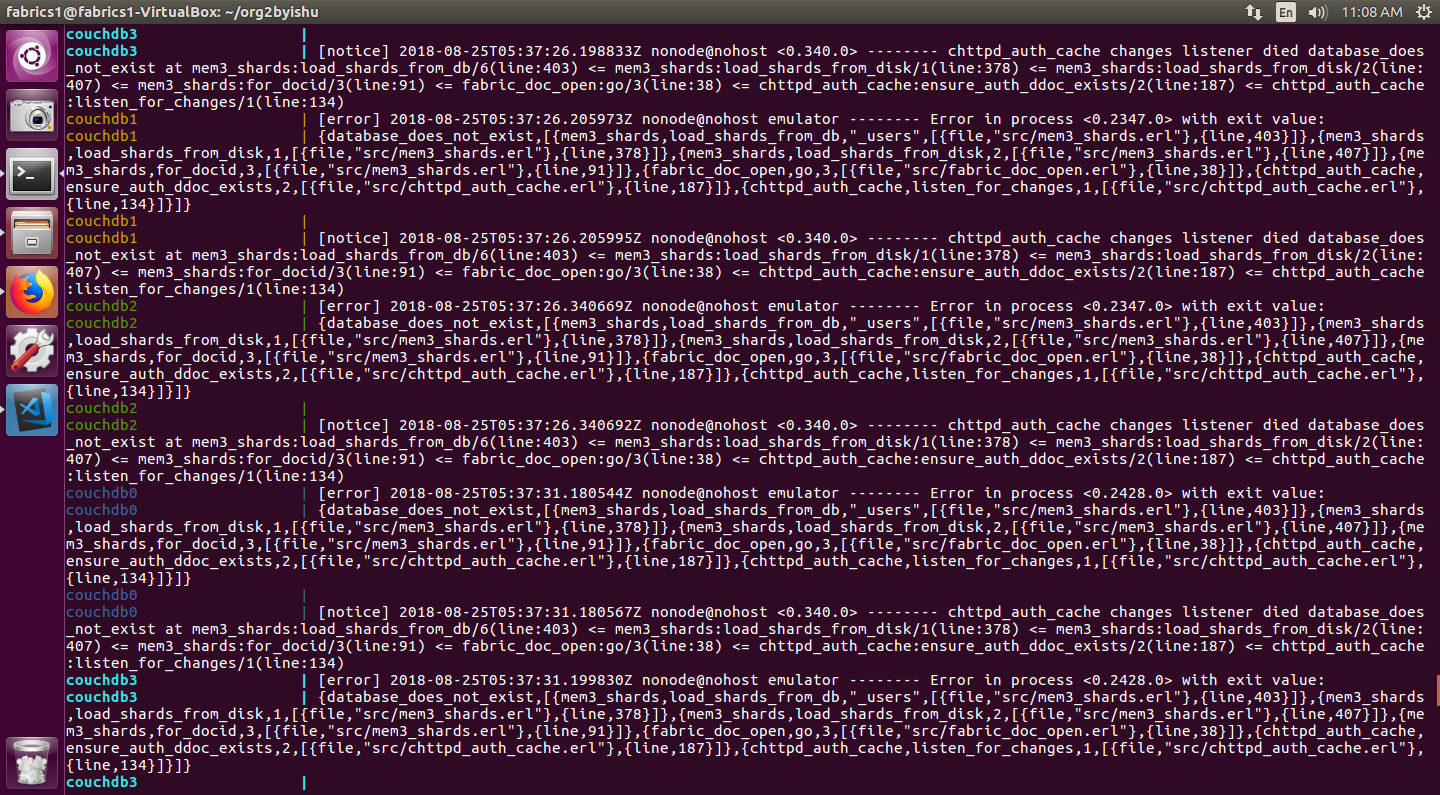 fabrics1@fabrics1-VirtualBox: ~/org2byishu
En
11:08 AM
couchdb3 |
couchdb3 | [notice] 2018-08-25T05:37:26.198833Z nonode@nohost <0.340.0> -------- chttpd_auth_cache changes listener died database_does
_not_exist at mem3_shards:load_shards_from_db/6(line:403) <= mem3_shards:load_shards_from_disk/1(line:378) <= mem3_shards:load_shards_from_disk/2(line:
407) <= mem3_shards:for_docid/3(line:91) <= fabric_doc_open:go/3(line:38) <= chttpd_auth_cache:ensure_auth_ddoc_exists/2(line:187) <= chttpd_auth_cache
:listen_for_changes/1(line:134)
couchdb1 | [error] 2018-08-25T05:37:26.205973Z nonode@nohost emulator -------- Error in process <0.2347.0> with exit value:
couchdb1 | {database_does_not_exist,[{mem3_shards,load_shards_from_db,"_users",[{file,"src/mem3_shards.erl"},{line,403}]},{mem3_shards
,load_shards_from_disk,1,[{file,"src/mem3_shards.erl"},{line,378}]},{mem3_shards,load_shards_from_disk,2,[{file,"src/mem3_shards.erl"},{line,407}]},{me
m3_shards,for_docid,3,[{file,"src/mem3_shards.erl"},{line,91}]},{fabric_doc_open,go,3,[{file,"src/fabric_doc_open.erl"},{line,38}]},{chttpd_auth_cache,
ensure_auth_ddoc_exists,2,[{file,"src/chttpd_auth_cache.erl"},{line,187}]},{chttpd_auth_cache,listen_for_changes,1,[{file,"src/chttpd_auth_cache.erl"},
{line,134}]}]}
couchdb1 |
couchdb1 | [notice] 2018-08-25T05:37:26.205995Z nonode@nohost <0.340.0> -------- chttpd_auth_cache changes listener died database_does
_not_exist at mem3_shards:load_shards_from_db/6(line:403) <= mem3_shards:load_shards_from_disk/1(line:378) <= mem3_shards:load_shards_from_disk/2(line:
407) <= mem3_shards:for_docid/3(line:91) <= fabric_doc_open:go/3(line:38) <= chttpd_auth_cache:ensure_auth_ddoc_exists/2(line:187) <= chttpd_auth_cache
:listen_for_changes/1(line:134)
couchdb2 | [error] 2018-08-25T05:37:26.340669Z nonode@nohost emulator -------- Error in process <0.2347.0> with exit value:
couchdb2 | {database_does_not_exist,[{mem3_shards,load_shards_from_db,"_users",[{file,"src/mem3_shards.erl"},{line,403}]},{mem3_shards
,load_shards_from_disk,1,[{file,"src/mem3_shards.erl"},{line,378}]},{mem3_shards,load_shards_from_disk,2,[{file,"src/mem3_shards.erl"},{line,407}]},{me
m3_shards,for_docid,3,[{file,"src/mem3_shards.erl"},{line,91}]},{fabric_doc_open,go,3,[{file,"src/fabric_doc_open.erl"},{line,38}]},{chttpd_auth_cache,
ensure_auth_ddoc_exists,2,[{file,"src/chttpd_auth_cache.erl"},{line,187}]},{chttpd_auth_cache,listen_for_changes,1,[{file,"src/chttpd_auth_cache.erl"},
{line,134}]}]}
couchdb2 |
couchdb2 | [notice] 2018-08-25T05:37:26.340692Z nonode@nohost <0.340.0> -------- chttpd_auth_cache changes listener died database_does
_not_exist at mem3_shards:load_shards_from_db/6(line:403) <= mem3_shards:load_shards_from_disk/1(line:378) <= mem3_shards:load_shards_from_disk/2(line:
407) <= mem3_shards:for_docid/3(line:91) <= fabric_doc_open:go/3(line:38) <= chttpd_auth_cache:ensure_auth_ddoc_exists/2(line:187) <= chttpd_auth_cache
:listen_for_changes/1(line:134)
couchdb0 | [error] 2018-08-25T05:37:31.180544Z nonode@nohost emulator -------- Error in process <0.2428.0> with exit value:
couchdb0 | {database_does_not_exist,[{mem3_shards,load_shards_from_db,"_users",[{file,"src/mem3_shards.erl"},{line,403}]},{mem3_shards
,load_shards_from_disk,1,[{file,"src/mem3_shards.erl"},{line,378}]},{mem3_shards,load_shards_from_disk,2,[{file,"src/mem3_shards.erl"},{line,407}]},{me
m3_shards,for_docid,3,[{file,"src/mem3_shards.erl"},{line,91}]},{fabric_doc_open,go,3,[{file,"src/fabric_doc_open.erl"},{line,38}]},{chttpd_auth_cache,
ensure_auth_ddoc_exists,2,[{file,"src/chttpd_auth_cache.erl"},{line,187}]},{chttpd_auth_cache,listen_for_changes,1,[{file,"src/chttpd_auth_cache.erl"},
{line,134}]}]}
couchdb0 |
couchdb0 | [notice] 2018-08-25T05:37:31.180567Z nonode@nohost <0.340.0> -------- chttpd_auth_cache changes listener died database_does
_not_exist at mem3_shards:load_shards_from_db/6(line:403) <= mem3_shards:load_shards_from_disk/1(line:378) <= mem3_shards:load_shards_from_disk/2(line:
407) <= mem3_shards:for_docid/3(line:91) <= fabric_doc_open:go/3(line:38) <= chttpd_auth_cache:ensure_auth_ddoc_exists/2(line:187) <= chttpd_auth_cache
:listen_for_changes/1(line:134)
couchdb3 | [error] 2018-08-25T05:37:31.199830Z nonode@nohost emulator -------- Error in process <0.2428.0> with exit value:
couchdb3 | {database_does_not_exist,[{mem3_shards,load_shards_from_db,"_users",[{file,"src/mem3_shards.erl"},{line,403}]},{mem3_shards
,load_shards_from_disk,1,[{file,"src/mem3_shards.erl"},{line,378}]},{mem3_shards,load_shards_from_disk,2,[{file,"src/mem3_shards.erl"},{line,407}]},{me
m3_shards,for_docid,3,[{file,"src/mem3_shards.erl"},{line,91}]},{fabric_doc_open,go,3,[{file,"src/fabric_doc_open.erl"},{line,38}]},{chttpd_auth_cache,
ensure_auth_ddoc_exists,2,[{file,"src/chttpd_auth_cache.erl"},{line,187}]},{chttpd_auth_cache,listen_for_changes,1,[{file,"src/chttpd_auth_cache.erl"},
{line,134}]}]}
couchdb3 |